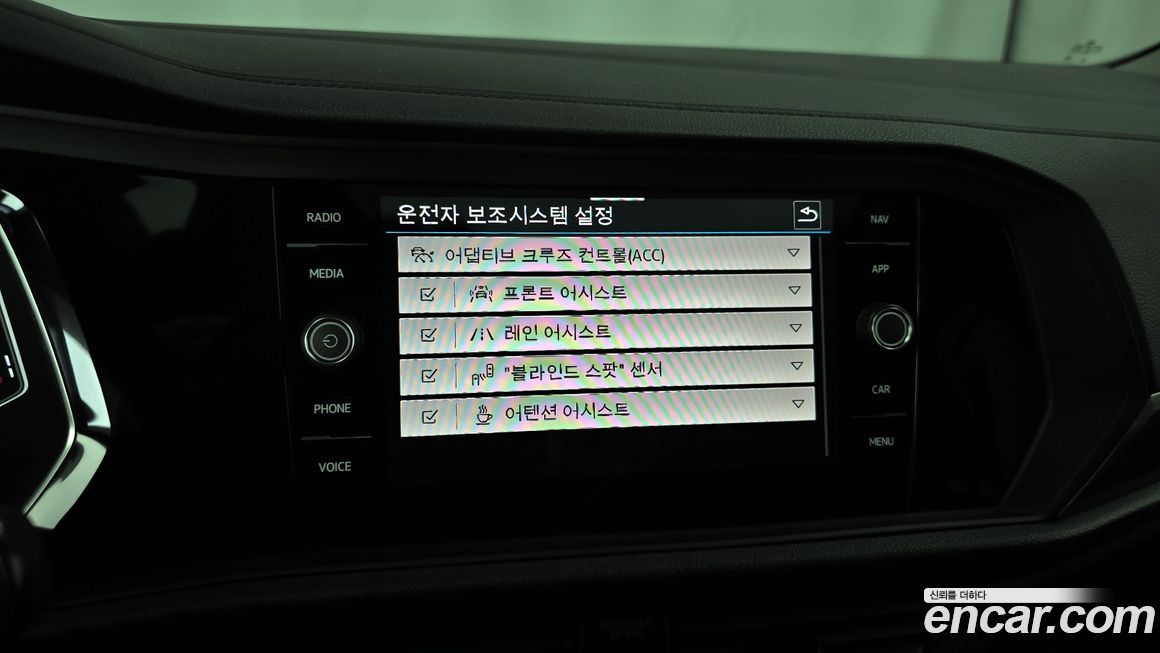 RADIO
MEDIA
PHONE
VOICE
운전자 보조시스템 설정
어댑티브 크루즈 컨트롤(ACC)
프론트 어시스트
레인 어시스트
"블라인드 스팟" 센서
어텐션 어시스트
NAV
APP
CAR
MENU
PASSENGER
AIR BAG
신뢰를 더하다
encar.com